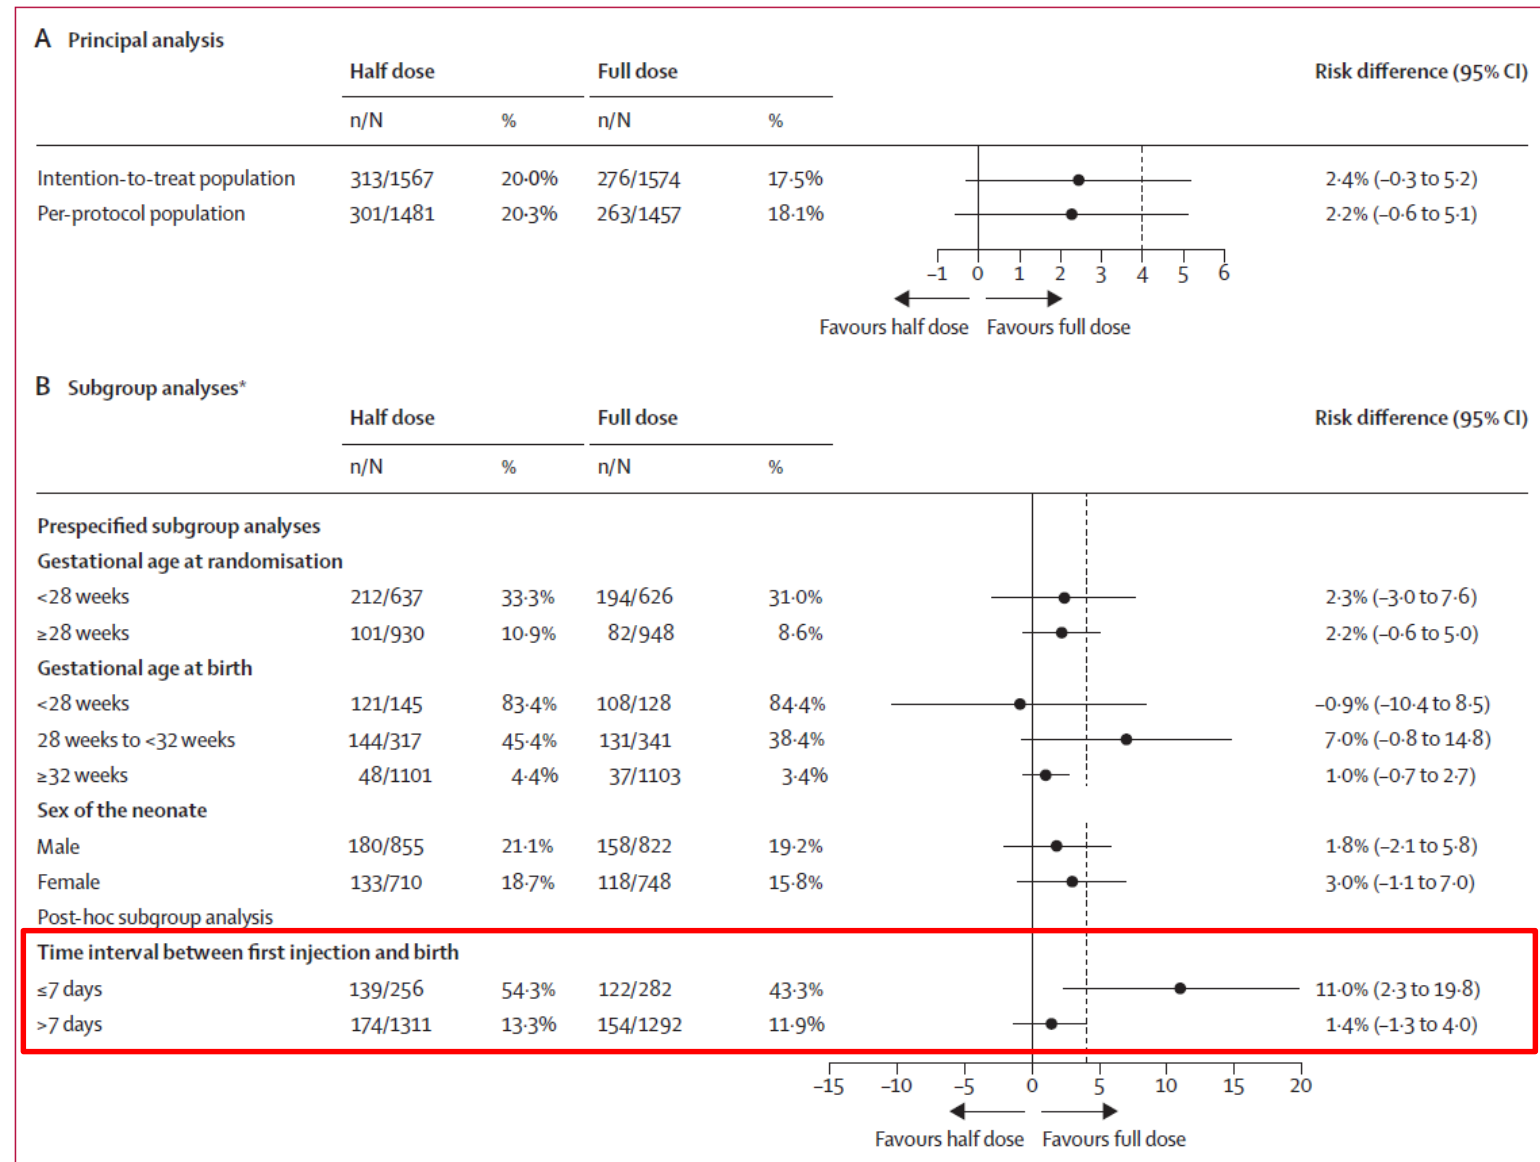 A Principal analysis
Half dose Full dose Risk difference (95% CI)
n/N % n/N %
Intention-to-treat population 313/1567 20·0% 276/1574 17·5% 2·4% (–0·3 to 5·2)
Per-protocol population 301/1481 20·3% 263/1457 18·1% 2·2% (–0·6 to 5·1)
–1 0 1 2 3 4 5 6
Favours half dose Favours full dose
B Subgroup analyses*
Half dose Full dose Risk difference (95% CI)
n/N % n/N %
Prespecified subgroup analyses
Gestational age at randomisation
<28 weeks 212/637 33·3% 194/626 31·0% 2·3% (–3·0 to 7·6)
≥28 weeks 101/930 10·9% 82/948 8·6% 2·2% (–0·6 to 5·0)
Gestational age at birth
<28 weeks 121/145 83·4% 108/128 84·4% –0·9% (–10·4 to 8·5)
28 weeks to <32 weeks 144/317 45·4% 131/341 38·4% 7·0% (–0·8 to 14·8)
≥32 weeks 48/1101 4·4% 37/1103 3·4% 1·0% (–0·7 to 2·7)
Sex of the neonate
Male 180/855 21·1% 158/822 19·2% 1·8% (–2·1 to 5·8)
Female 133/710 18·7% 118/748 15·8% 3·0% (–1·1 to 7·0)
Post-hoc subgroup analysis
Time interval between first injection and birth
≤7 days 139/256 54·3% 122/282 43·3% 11·0% (2·3 to 19·8)
>7 days 174/1311 13·3% 154/1292 11·9% 1·4% (–1·3 to 4·0)
–15 –10 –5 0 5 10 15 20
Favours half dose Favours full dose